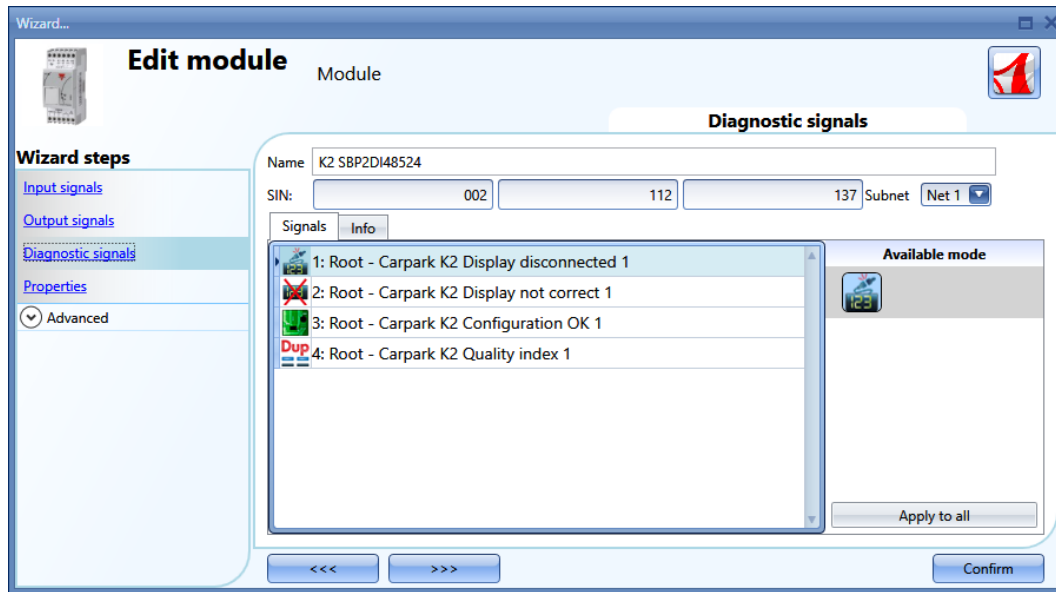 Wizard...
Edit module
Module
Diagnostic signals
Wizard steps
Input signals
Output signals
Diagnostic signals
Properties
Advanced
Name K2 SBP2DI48524
SIN: 002 112 137 Subnet Net 1
Signals Info
1: Root - Carpark K2 Display disconnected 1
123 2: Root - Carpark K2 Display not correct 1
3: Root - Carpark K2 Configuration OK 1
Dup 4: Root - Carpark K2 Quality index 1
Available mode
123
Apply to all
<<< >>> Confirm